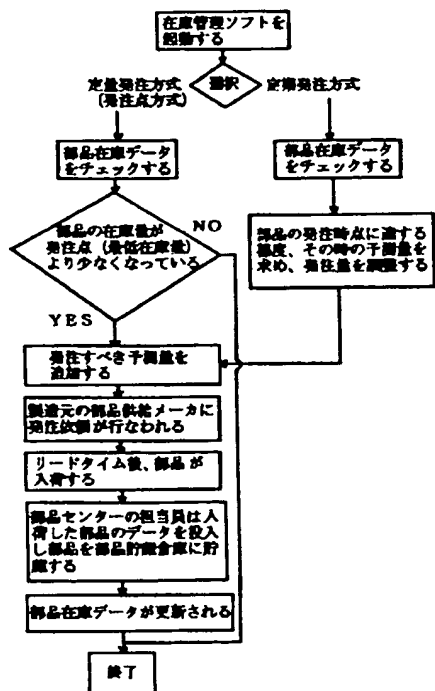 在庫管理ソフトを
起動する
選択
定量発注方式
(発注点方式)
定期発注方式
部品在庫データ
をチェックする
部品在庫データ
をチェックする
部品の在庫量が
発注点(最低在庫量)
より少なくなっている
NO
YES
部品の発注時点に達する
都度、その時の予測量を
求め、発注量を調整する
発注すべき予測量を
追加する
製造元の部品供給メーカに
発注依頼が行なわれる
リードタイム後、部品が
入荷する
部品センターの担当員は入
荷した部品のデータを投入
し部品を部品貯蔵倉庫に貯
蔵する
部品在庫データが更新される
終了